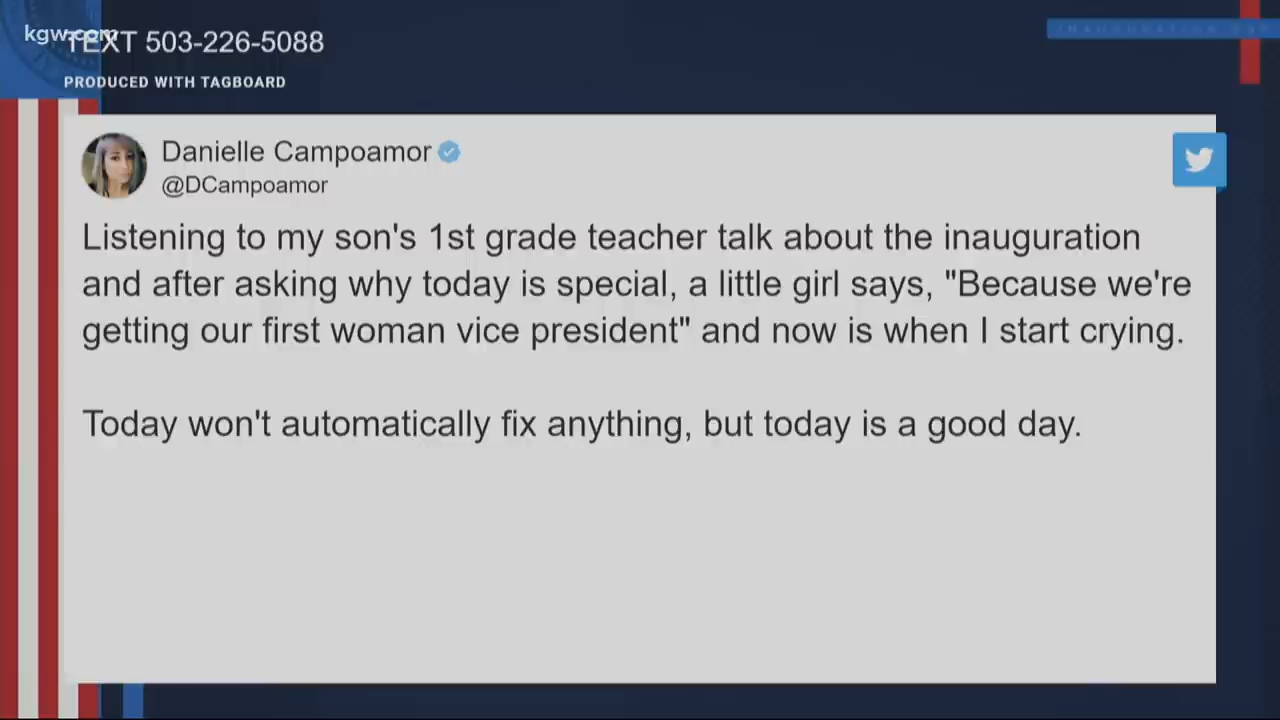 kgw.com
TEXT 503-226-5088
PRODUCED WITH TAGBOARD
Danielle Campoamor
@DCampoamor
Listening to my son's 1st grade teacher talk about the inauguration
and after asking why today is special, a little girl says, "Because we're
getting our first woman vice president" and now is when I start crying.
Today won't automatically fix anything, but today is a good day.